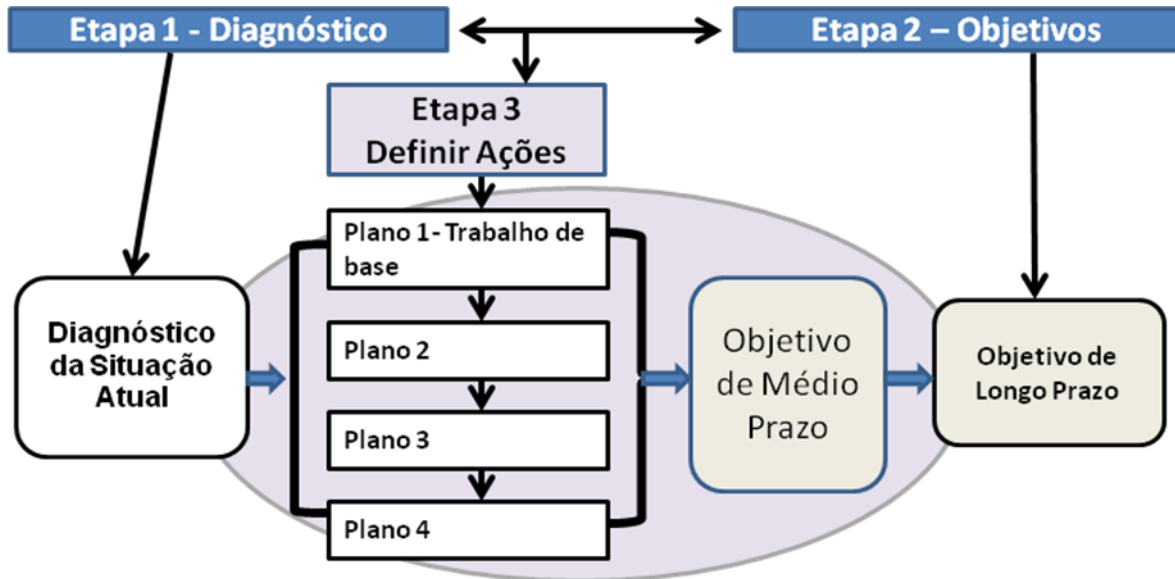 Etapa 1 - Diagnóstico
Etapa 2 – Objetivos
Etapa 3
Definir Ações
Plano 1- Trabalho de
base
Plano 2
Plano 3
Plano 4
Diagnóstico
da Situação
Atual
Objetivo
de Médio
Prazo
Objetivo de
Longo Prazo